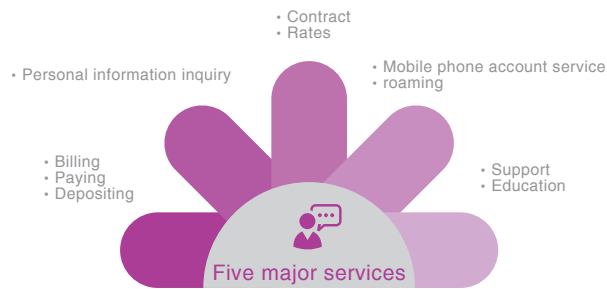 • Contract
• Rates
• Personal information inquiry
• Mobile phone account service
• roaming
• Billing
• Paying
• Depositing
• Support
• Education
Five major services